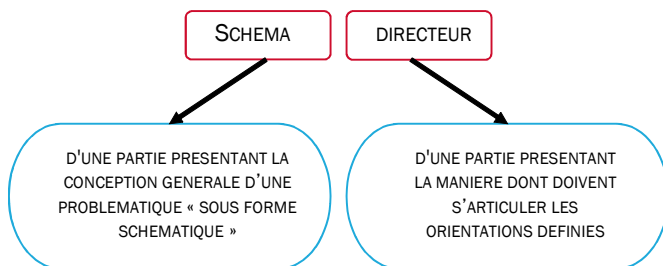 SCHEMA
DIRECTEUR
D'UNE PARTIE PRESENTANT LA
CONCEPTION GENERALE D’UNE
PROBLEMATIQUE « SOUS FORME
SCHEMATIQUE »
D'UNE PARTIE PRESENTANT
LA MANIERE DONT DOIVENT
S’ARTICULER LES
ORIENTATIONS DEFINIES